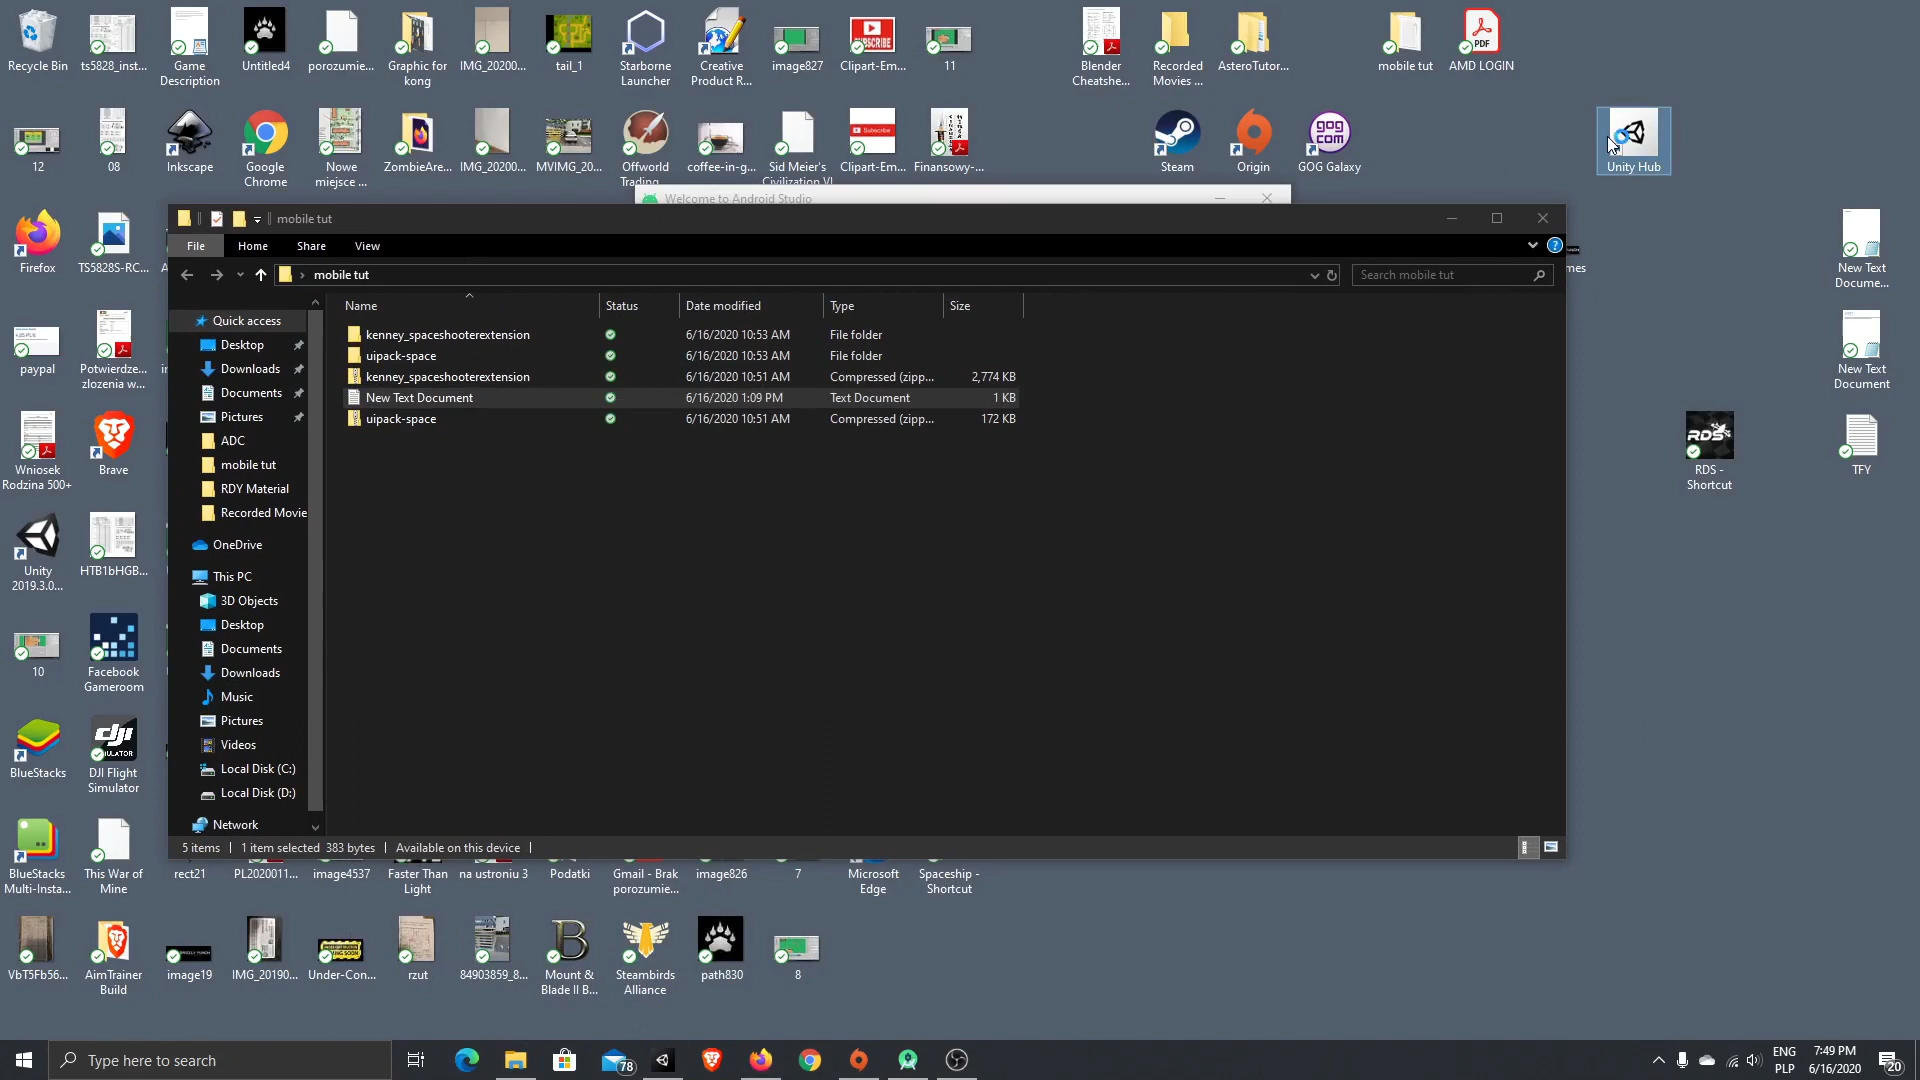 Recycle Bin
ts5828_inst...
Game
Description
Untitled4
porozumie...
Graphic for
kong
IMG_20200...
tail_1
Starborne
Launcher
Creative
Product R...
image827
SUBSCRIBE
Clipart-Em...
11
Blender
Cheatshe...
Recorded
Movies ...
AsteroTutor...
mobile tut
PDF
AMD LOGIN
12
08
Inkscape
Google
Chrome
Nowe
miejsce ...
ZombieAre...
IMG_20200...
MVIMG_20...
Offworld
Trading
coffee-in-g...
Sid Meier's
Civilization VI
Subscribe
Clipart-Em...
Finansowy-...
Steam
Origin
gog
com
GOG Galaxy
Unity Hub
Welcome to Android Studio
mobile tut
File
Home
Share
View
mobile tut
Search mobile tut
Name
Status
Date modified
Type
Size
kenney_spaceshooterextension
6/16/2020 10:53 AM
File folder
uipack-space
6/16/2020 10:53 AM
File folder
kenney_spaceshooterextension
6/16/2020 10:51 AM
Compressed (zipp...
2,774 KB
New Text Document
6/16/2020 1:09 PM
Text Document
1 KB
uipack-space
6/16/2020 10:51 AM
Compressed (zipp...
172 KB
Quick access
Desktop
Downloads
Documents
Pictures
ADC
mobile tut
RDY Material
Recorded Movie
OneDrive
This PC
3D Objects
Desktop
Documents
Downloads
Music
Pictures
Videos
Local Disk (C:)
Local Disk (D:)
Network
5 items
1 item selected 383 bytes
Available on this device
Firefox
TS5828S-RC...
mes
New Text
Docume...
paypal
Potwierdze...
zlozenia w...
New Text
Document
Wniosek
Rodzina 500+
Brave
RDS
RDS -
Shortcut
TFY
Unity
2019.3.0...
HTB1bHGB...
10
Facebook
Gameroom
BlueStacks
dji
DJI Flight
Simulator
BlueStacks
Multi-Insta...
This War of
Mine
rect21
PL2020011...
image4537
Faster Than
Light
na ustroniu 3
Podatki
Gmail - Brak
porozumie...
image826
7
Microsoft
Edge
Spaceship -
Shortcut
VbT5Fb56...
AimTrainer
Build
image19
IMG_20190...
Under-Con...
rzut
84903859_8...
Mount &
Blade II B...
Steambirds
Alliance
path830
8
Type here to search
78
ENG
PLP
7:49 PM
6/16/2020
20